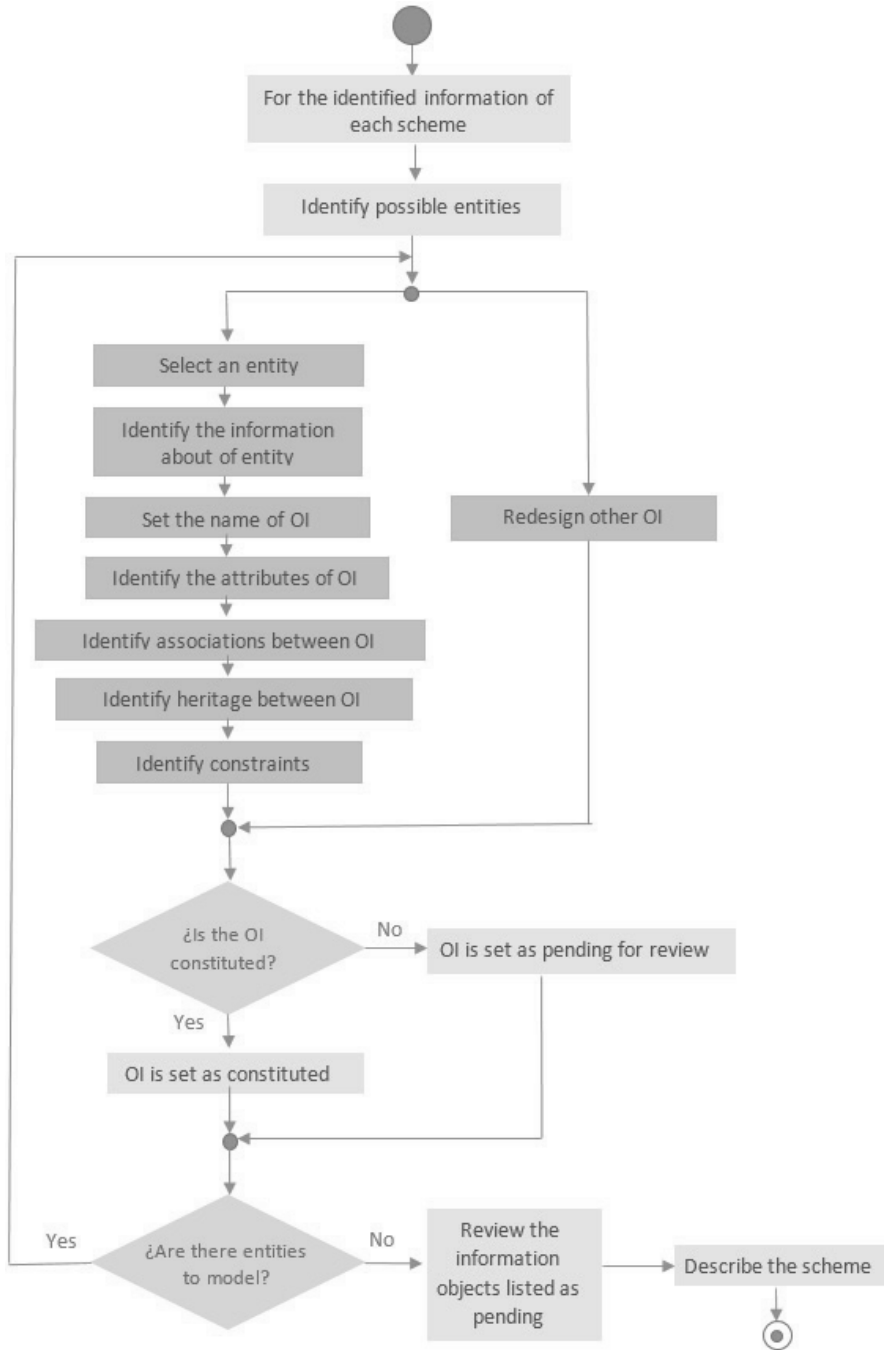 For the identified information of
each scheme
Identify possible entities
Select an entity
Identify the information
about of entity
Set the name of OI
Identify the attributes of OI
Identify associations between OI
Identify heritage between OI
Identify constraints
Redesign other OI
¿Is the OI
constituted?
No
OI is set as pending for review
Yes
OI is set as constituted
¿Are there entities
to model?
Yes
No
Review the
information
objects listed as
pending
Describe the scheme